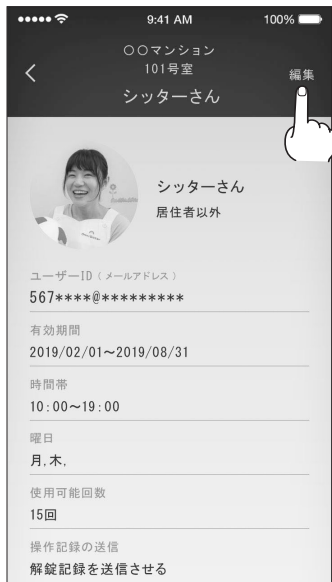 9:41 AM
100%
○○マンション
101号室
シッターさん
編集
シッターさん
居住者以外
ユーザーID（メールアドレス）
567****@*********
有効期間
2019/02/01~2019/08/31
時間帯
10:00~19:00
曜日
月,木,
使用可能回数
15回
操作記録の送信
解錠記録を送信させる